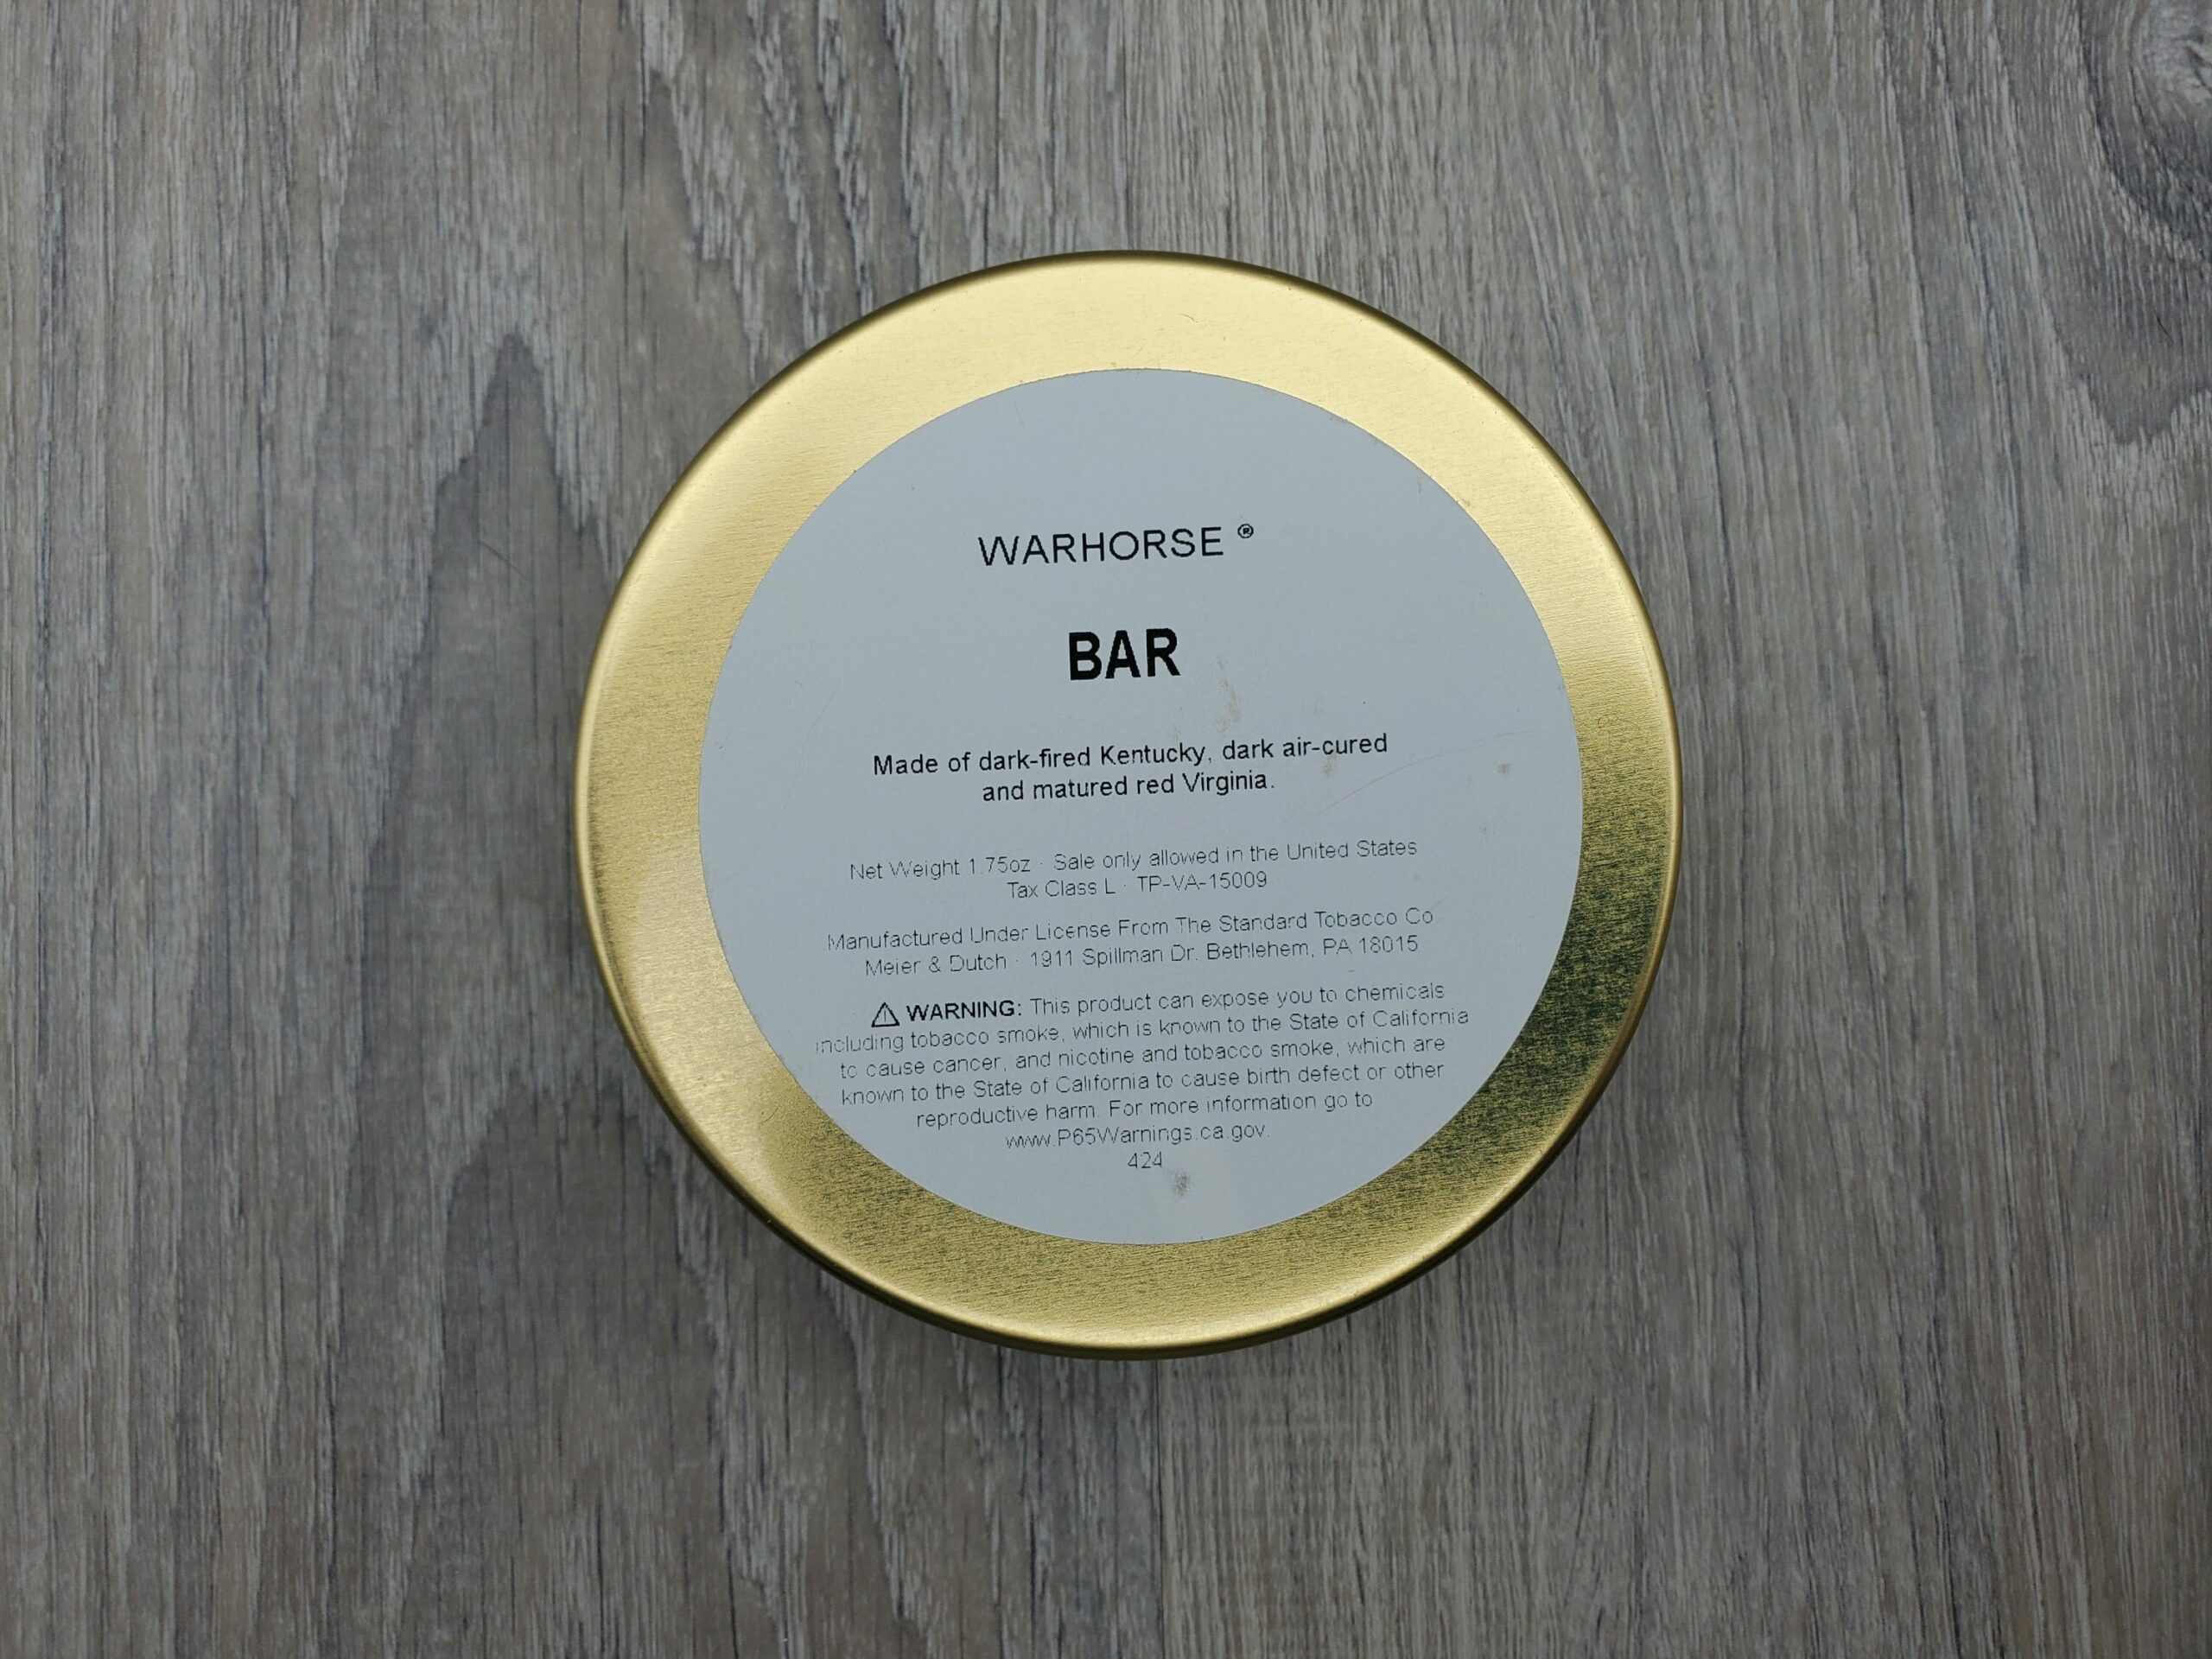 WARHORSE ®
BAR
Made of dark-fired Kentucky, dark air-cured
and matured red Virginia.
Net Weight 1.75oz · Sale only allowed in the United States
Tax Class L · TP-VA-15009
Manufactured Under License From The Standard Tobacco Co
Meier & Dutch · 1911 Spillman Dr. Bethlehem, PA 18015
⚠ WARNING: This product can expose you to chemicals
including tobacco smoke, which is known to the State of California
to cause cancer, and nicotine and tobacco smoke, which are
known to the State of California to cause birth defect or other
reproductive harm. For more information go to
www.P65Warnings.ca.gov.
424